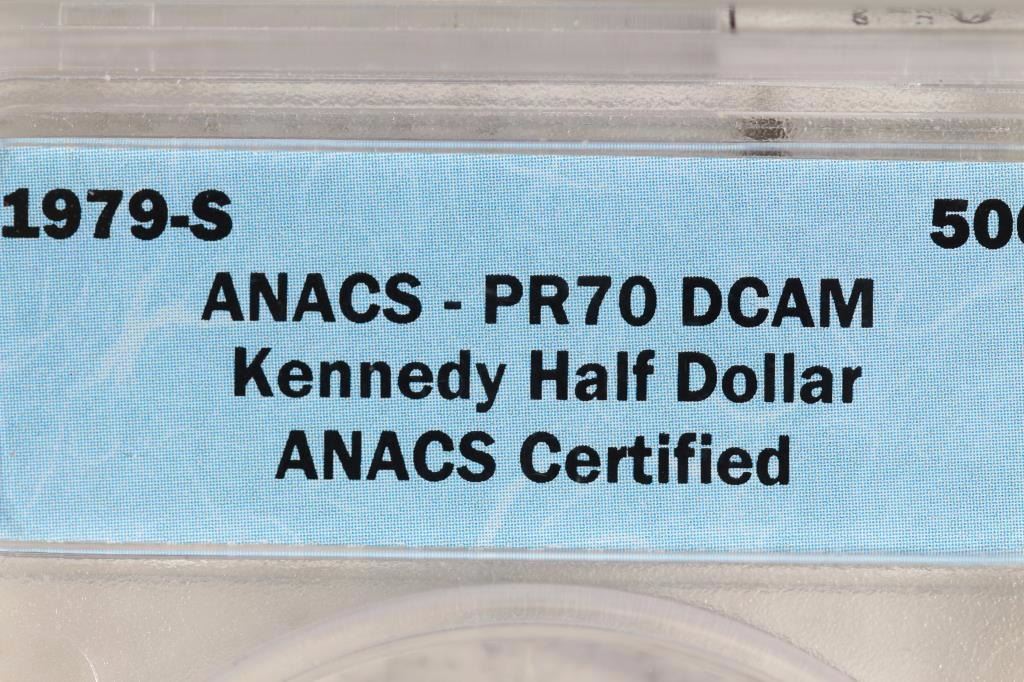 1979-S 50
ANACS - PR70 DCAM
Kennedy Half Dollar
ANACS Certified